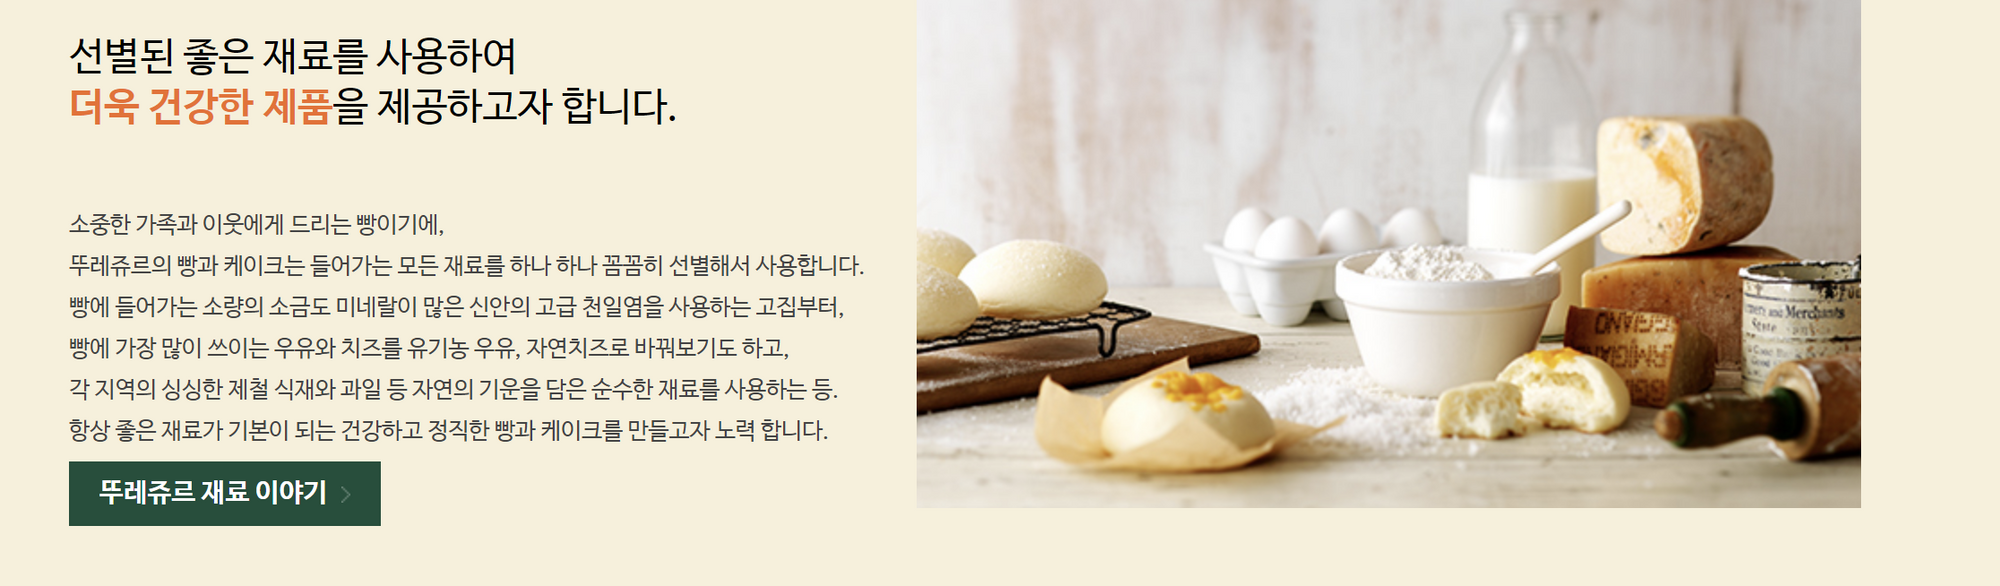 선별된 좋은 재료를 사용하여
더욱 건강한 제품을 제공하고자 합니다.
소중한 가족과 이웃에게 드리는 빵이기에,
뚜레쥬르의 빵과 케이크는 들어가는 모든 재료를 하나 하나 꼼꼼히 선별해서 사용합니다.
빵에 들어가는 소량의 소금도 미네랄이 많은 신안의 고급 천일염을 사용하는 고집부터,
빵에 가장 많이 쓰이는 우유와 치즈를 유기농 우유, 자연치즈로 바꿔보기도 하고,
각 지역의 싱싱한 제철 식재와 과일 등 자연의 기운을 담은 순수한 재료를 사용하는 등.
항상 좋은 재료가 기본이 되는 건강하고 정직한 빵과 케이크를 만들고자 노력 합니다.
뚜레쥬르 재료 이야기
and Merchants
State